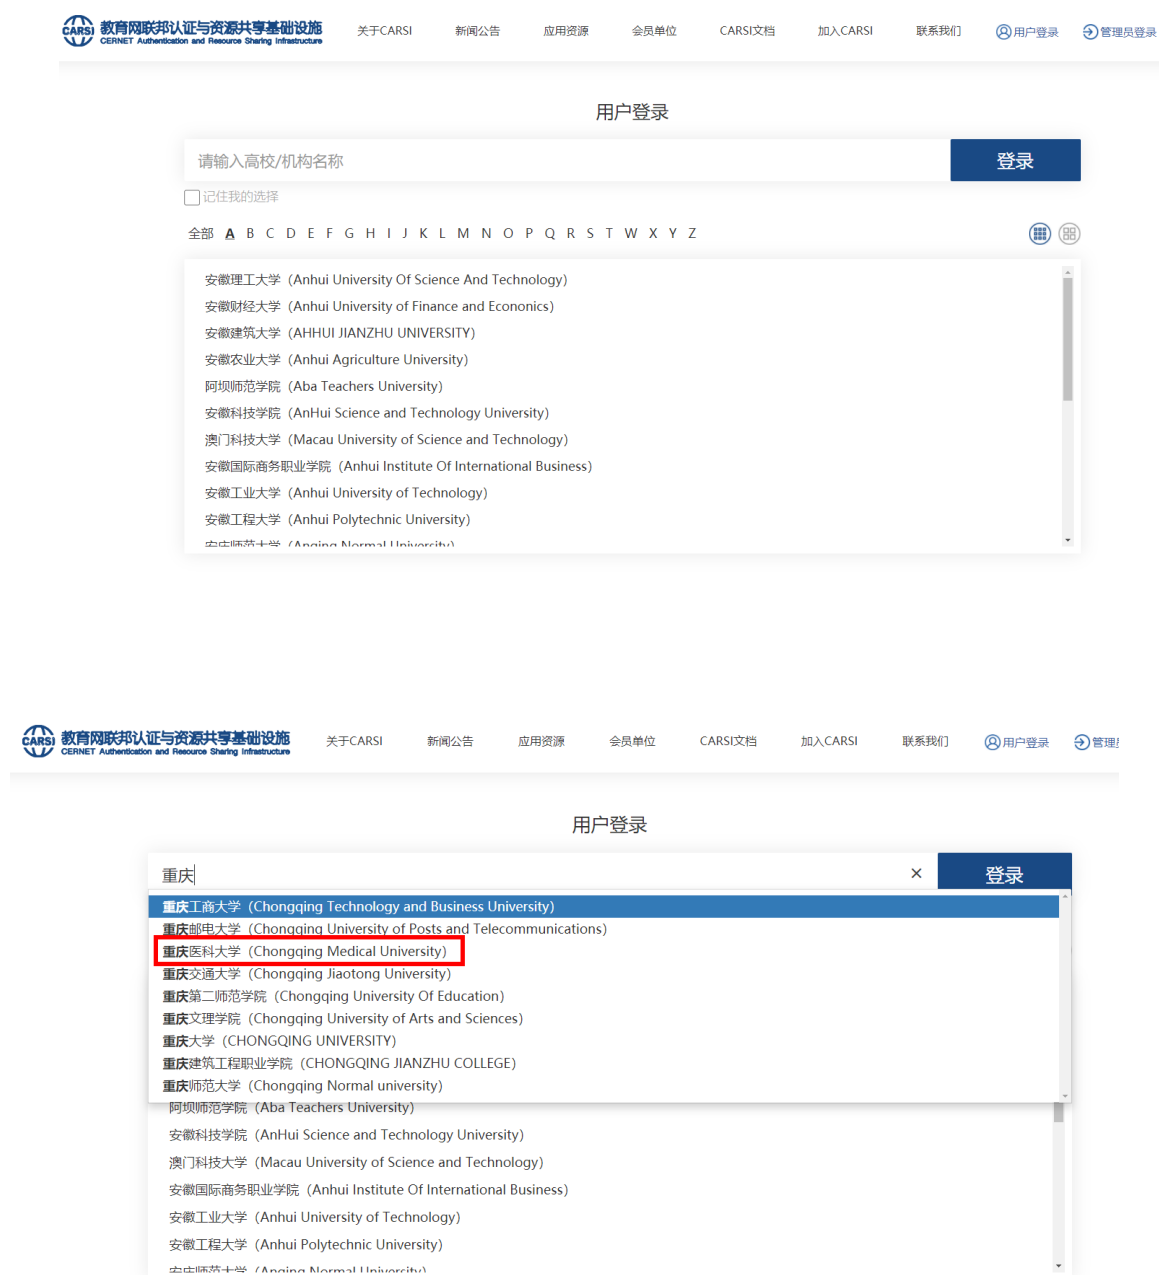 CARSI 教育网联邦认证与资源共享基础设施 关于CARSI 新闻公告 应用资源 会员单位 CARSI文档 加入CARSI 联系我们 用户登录 管理员登录
CERNET Authentication and Resource Sharing Infrastructure
用户登录
请输入高校/机构名称 登录
记住我的选择
全部 A B C D E F G H I J K L M N O P Q R S T W X Y Z
安徽理工大学（Anhui University Of Science And Technology）
安徽财经大学（Anhui University of Finance and Econonics）
安徽建筑大学（AHHUI JIANZHU UNIVERSITY）
安徽农业大学（Anhui Agriculture University）
阿坝师范学院（Aba Teachers University）
安徽科技学院（AnHui Science and Technology University）
澳门科技大学（Macau University of Science and Technology）
安徽国际商务职业学院（Anhui Institute Of International Business）
安徽工业大学（Anhui University of Technology）
安徽工程大学（Anhui Polytechnic University）
安庆师范大学（Anqing Normal University）
CARSI 教育网联邦认证与资源共享基础设施 关于CARSI 新闻公告 应用资源 会员单位 CARSI文档 加入CARSI 联系我们 用户登录 管理
CERNET Authentication and Resource Sharing Infrastructure
用户登录
重庆 × 登录
重庆工商大学（Chongqing Technology and Business University）
重庆邮电大学（Chongqing University of Posts and Telecommunications）
重庆医科大学（Chongqing Medical University）
重庆交通大学（Chongqing Jiaotong University）
重庆第二师范学院（Chongqing University Of Education）
重庆文理学院（Chongqing University of Arts and Sciences）
重庆大学（CHONGQING UNIVERSITY）
重庆建筑工程职业学院（CHONGQING JIANZHU COLLEGE）
重庆师范大学（Chongqing Normal university）
阿坝师范学院（Aba Teachers University）
安徽科技学院（AnHui Science and Technology University）
澳门科技大学（Macau University of Science and Technology）
安徽国际商务职业学院（Anhui Institute Of International Business）
安徽工业大学（Anhui University of Technology）
安徽工程大学（Anhui Polytechnic University）
安庆师范大学（Anqing Normal University）